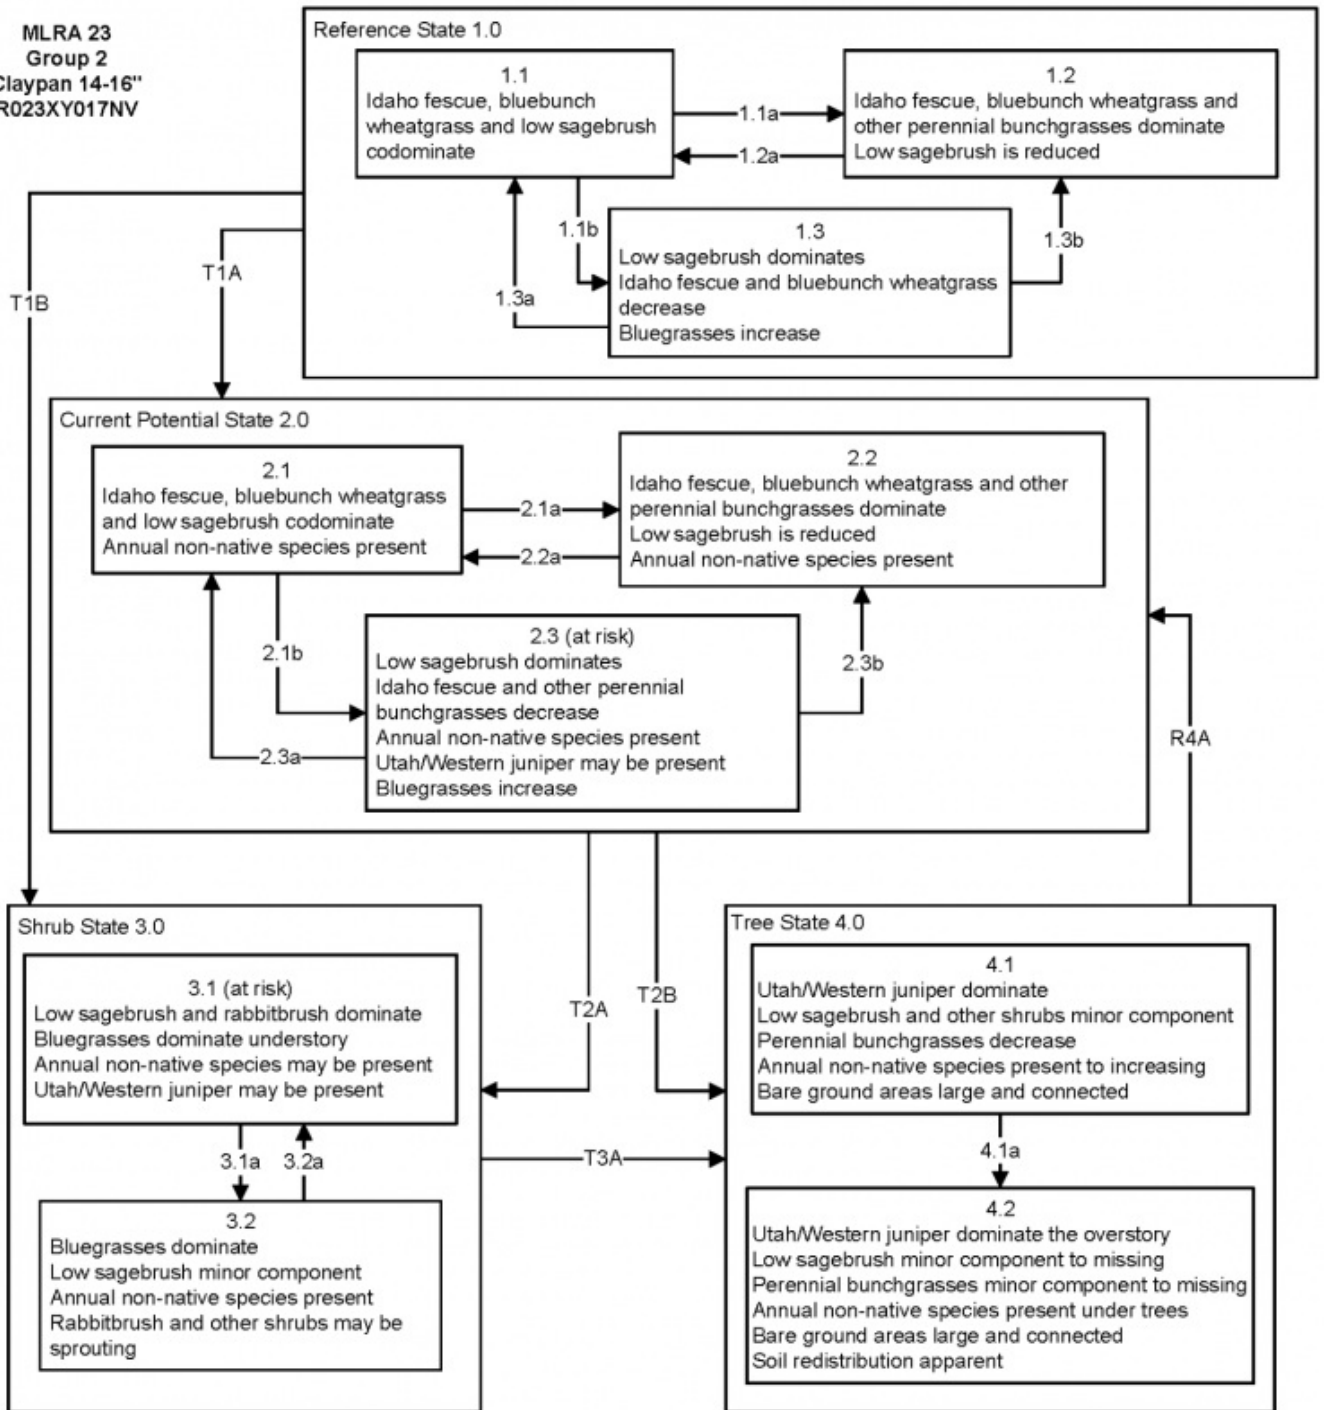 MLRA 23
Group 2
Claypan 14-16"
R023XY017NV
Reference State 1.0
1.1
Idaho fescue, bluebunch
wheatgrass and low sagebrush
codominate
1.1a
1.2a
1.2
Idaho fescue, bluebunch wheatgrass and
other perennial bunchgrasses dominate
Low sagebrush is reduced
1.1b
1.3a
1.3
Low sagebrush dominates
Idaho fescue and bluebunch wheatgrass
decrease
Bluegrasses increase
1.3b
T1A
T1B
Current Potential State 2.0
2.1
Idaho fescue, bluebunch wheatgrass
and low sagebrush codominate
Annual non-native species present
2.1a
2.2a
2.2
Idaho fescue, bluebunch wheatgrass and other
perennial bunchgrasses dominate
Low sagebrush is reduced
Annual non-native species present
2.1b
2.3a
2.3 (at risk)
Low sagebrush dominates
Idaho fescue and other perennial
bunchgrasses decrease
Annual non-native species present
Utah/Western juniper may be present
Bluegrasses increase
2.3b
R4A
T2A
T2B
Shrub State 3.0
3.1 (at risk)
Low sagebrush and rabbitbrush dominate
Bluegrasses dominate understory
Annual non-native species may be present
Utah/Western juniper may be present
3.1a
3.2a
3.2
Bluegrasses dominate
Low sagebrush minor component
Annual non-native species present
Rabbitbrush and other shrubs may be
sprouting
T3A
Tree State 4.0
4.1
Utah/Western juniper dominate
Low sagebrush and other shrubs minor component
Perennial bunchgrasses decrease
Annual non-native species present to increasing
Bare ground areas large and connected
4.1a
4.2
Utah/Western juniper dominate the overstory
Low sagebrush minor component to missing
Perennial bunchgrasses minor component to missing
Annual non-native species present under trees
Bare ground areas large and connected
Soil redistribution apparent